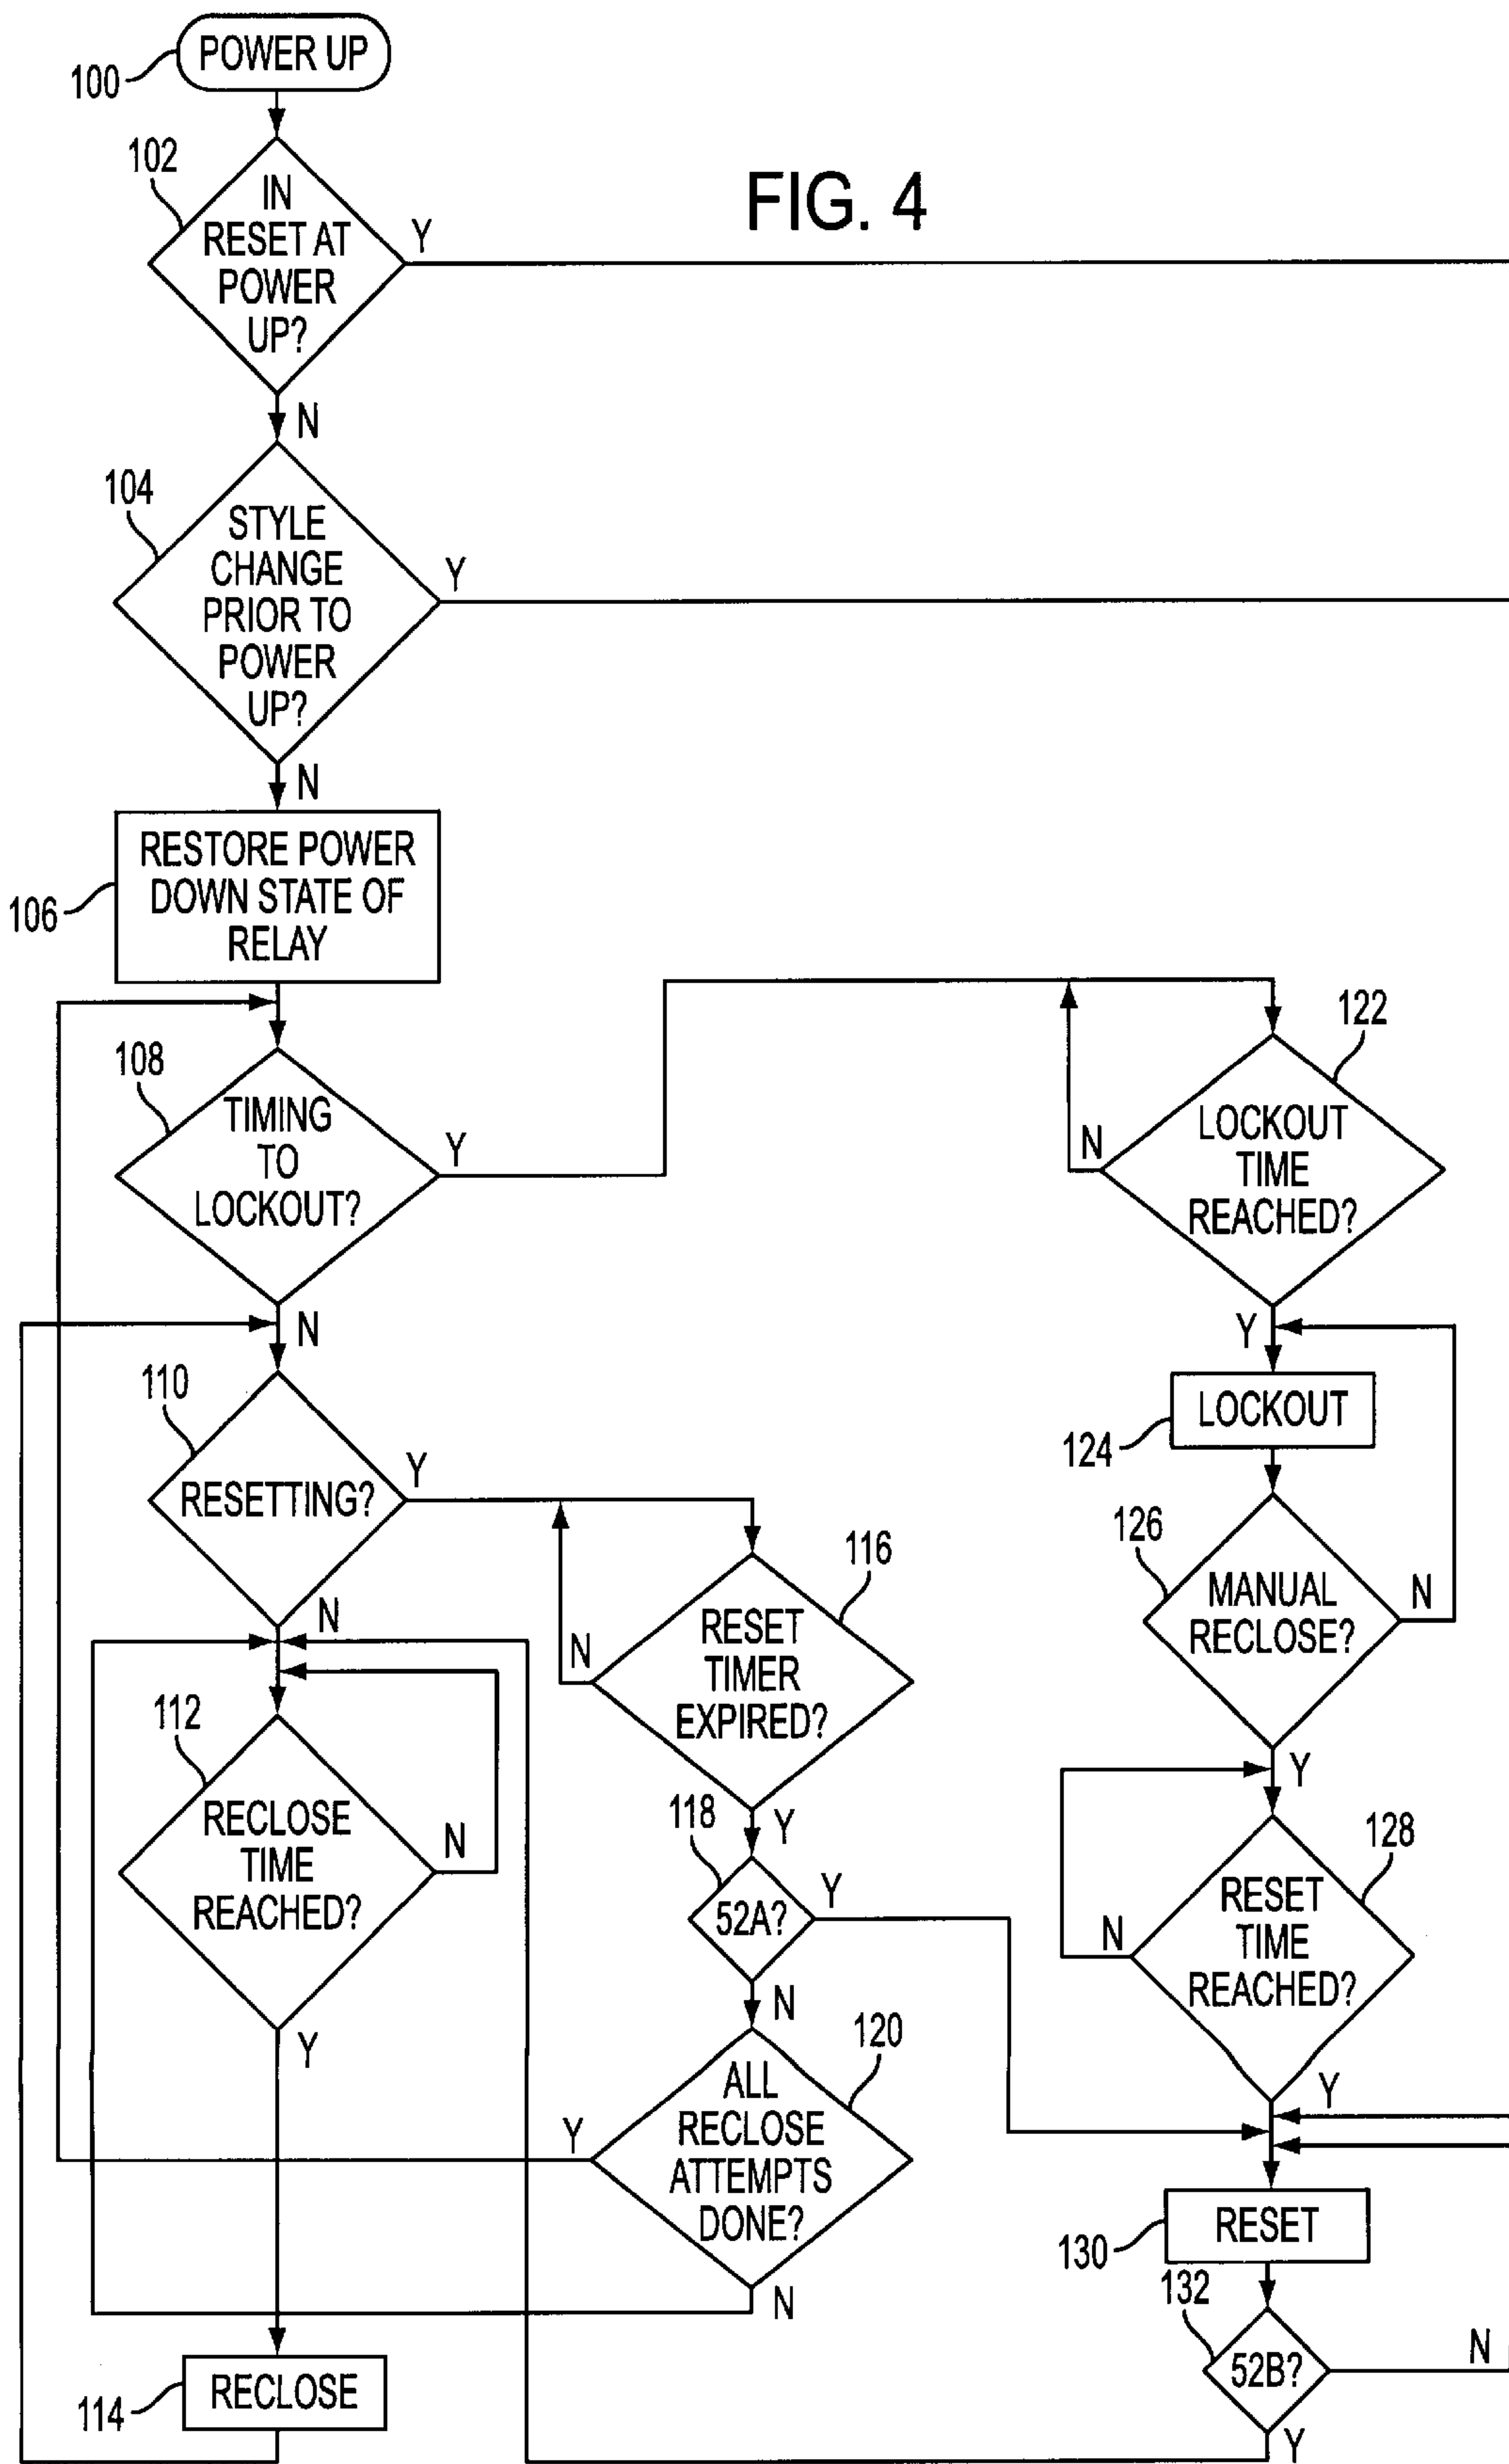 POWER UP
100
FIG. 4
102
IN
RESET AT
POWER
UP?
Y
N
104
STYLE
CHANGE
PRIOR TO
POWER
UP?
Y
N
106
RESTORE POWER
DOWN STATE OF
RELAY
108
TIMING
TO
LOCKOUT?
Y
N
122
LOCKOUT
TIME
REACHED?
N
Y
110
RESETTING?
Y
N
124
LOCKOUT
126
MANUAL
RECLOSE?
N
Y
116
RESET
TIMER
EXPIRED?
N
Y
112
RECLOSE
TIME
REACHED?
N
Y
118
52A?
Y
N
128
RESET
TIME
REACHED?
N
Y
120
ALL
RECLOSE
ATTEMPTS
DONE?
Y
N
130
RESET
132
52B?
N
Y
114
RECLOSE